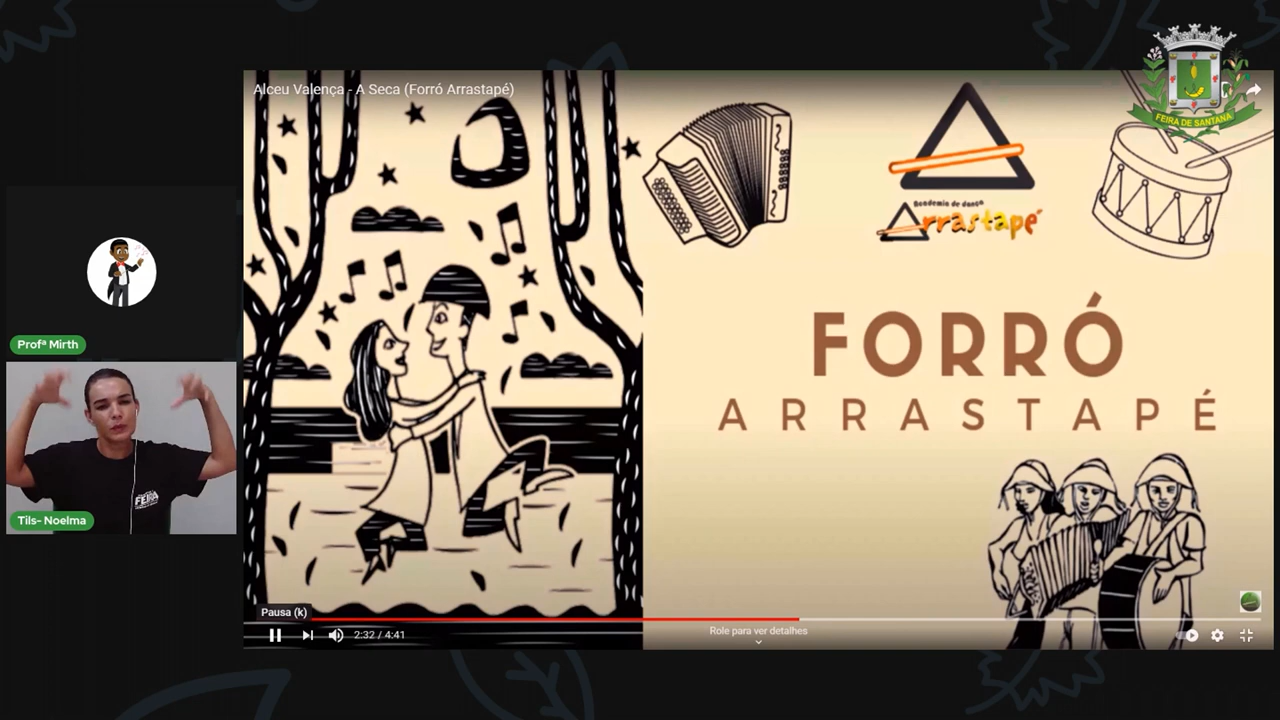 Alceu Valença - A Seca (Forró Arrastapé)
FEIRA DE SANTANA
Academia de dança
Arrastapé
FORRÓ
ARRASTAPÉ
Profª Mirth
FEIRA
Tils- Noelma
Pausa (k)
2:32 / 4:41
Role para ver detalhes